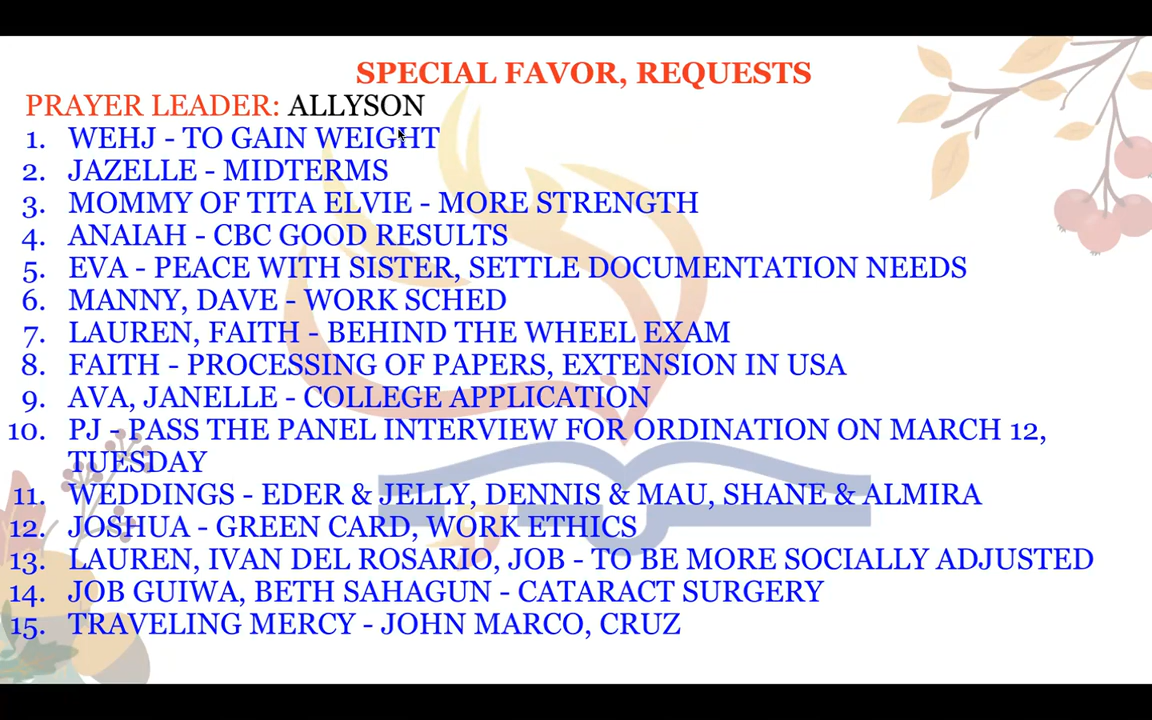 SPECIAL FAVOR, REQUESTS
PRAYER LEADER: ALLYSON
1. WEHJ - TO GAIN WEIGHT
2. JAZELLE - MIDTERMS
3. MOMMY OF TITA ELVIE - MORE STRENGTH
4. ANAIAH - CBC GOOD RESULTS
5. EVA - PEACE WITH SISTER, SETTLE DOCUMENTATION NEEDS
6. MANNY, DAVE - WORK SCHED
7. LAUREN, FAITH - BEHIND THE WHEEL EXAM
8. FAITH - PROCESSING OF PAPERS, EXTENSION IN USA
9. AVA, JANELLE - COLLEGE APPLICATION
10. PJ - PASS THE PANEL INTERVIEW FOR ORDINATION ON MARCH 12,
TUESDAY
11. WEDDINGS - EDER & JELLY, DENNIS & MAU, SHANE & ALMIRA
12. JOSHUA - GREEN CARD, WORK ETHICS
13. LAUREN, IVAN DEL ROSARIO, JOB - TO BE MORE SOCIALLY ADJUSTED
14. JOB GUIWA, BETH SAHAGUN - CATARACT SURGERY
15. TRAVELING MERCY - JOHN MARCO, CRUZ